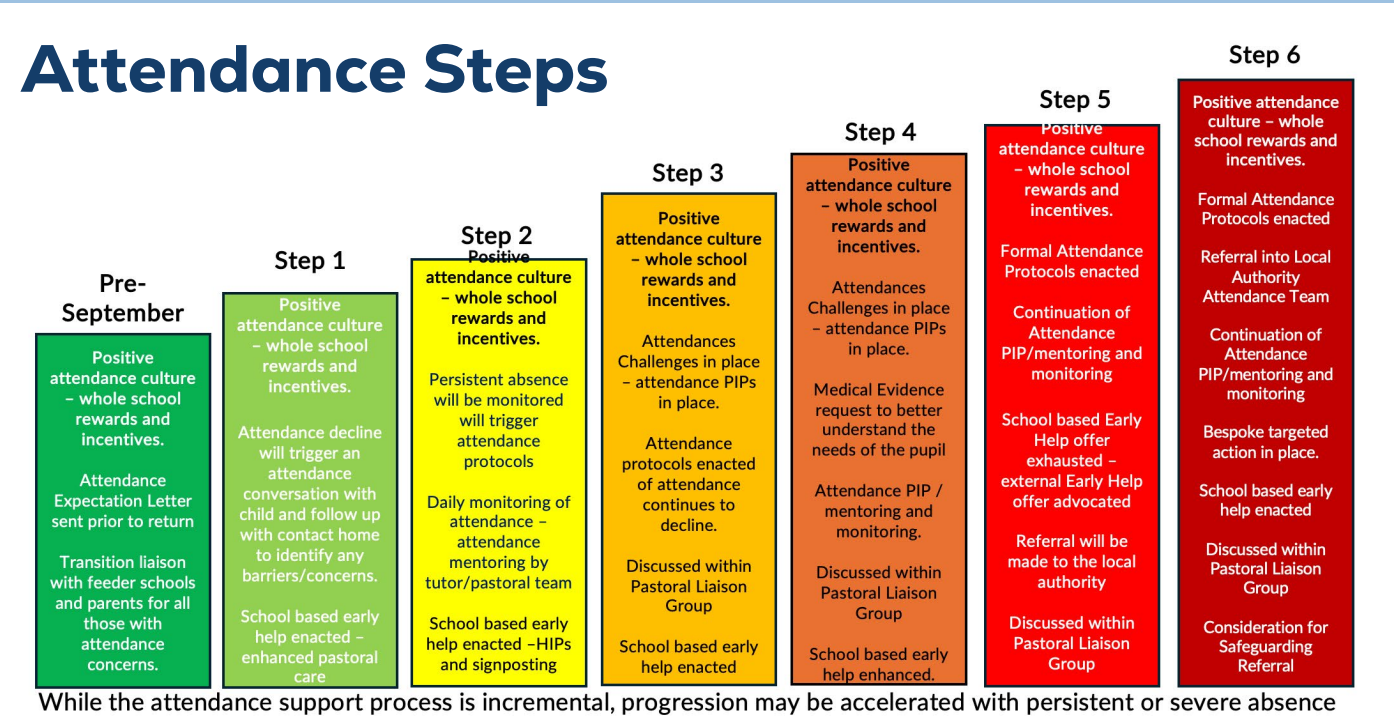 Attendance Steps
Pre-
September
Positive
attendance culture
– whole school
rewards and
incentives.
Attendance
Expectation Letter
sent prior to return
Transition liaison
with feeder schools
and parents for all
those with
attendance
concerns.
Step 1
Positive
attendance culture
– whole school
rewards and
incentives.
Attendance decline
will trigger an
attendance
conversation with
child and follow up
with contact home
to identify any
barriers/concerns.
School based early
help enacted –
enhanced pastoral
care
Step 2
Positive
attendance culture
– whole school
rewards and
incentives.
Persistent absence
will be monitored
will trigger
attendance
protocols
Daily monitoring of
attendance –
attendance
mentoring by
tutor/pastoral team
School based early
help enacted –HIPs
and signposting
Step 3
Positive
attendance culture
– whole school
rewards and
incentives.
Attendances
Challenges in place
– attendance PIPs
in place.
Attendance
protocols enacted
of attendance
continues to
decline.
Discussed within
Pastoral Liaison
Group
School based early
help enacted
Step 4
Positive
attendance culture
– whole school
rewards and
incentives.
Attendances
Challenges in place
– attendance PIPs
in place.
Medical Evidence
request to better
understand the
needs of the pupil
Attendance PIP /
mentoring and
monitoring.
Discussed within
Pastoral Liaison
Group
School based early
help enhanced.
Step 5
Positive
attendance culture
– whole school
rewards and
incentives.
Formal Attendance
Protocols enacted
Continuation of
Attendance
PIP/mentoring and
monitoring
School based Early
Help offer
exhausted –
external Early Help
offer advocated
Referral will be
made to the local
authority
Discussed within
Pastoral Liaison
Group
Step 6
Positive attendance
culture – whole
school rewards and
incentives.
Formal Attendance
Protocols enacted
Referral into Local
Authority
Attendance Team
Continuation of
Attendance
PIP/mentoring and
monitoring
Bespoke targeted
action in place.
School based early
help enacted
Discussed within
Pastoral Liaison
Group
Consideration for
Safeguarding
Referral
While the attendance support process is incremental, progression may be accelerated with persistent or severe absence